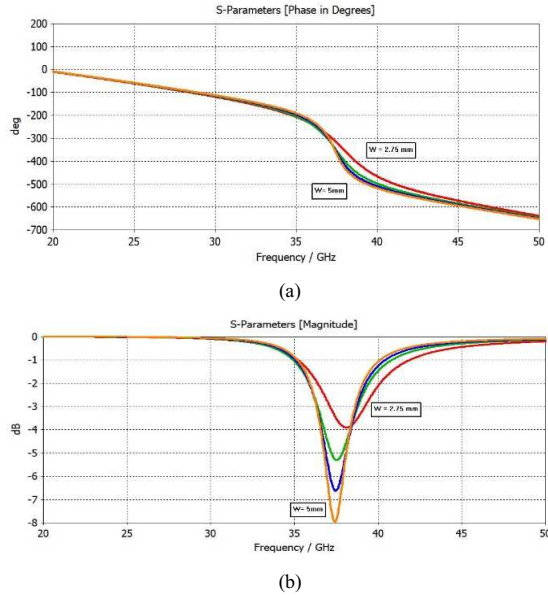 S-Parameters [Phase in Degrees]
200
100
0
-100
-200
-300
-400
-500
-600
-700
deg
W = 2.75 mm
W= 5mm
20 25 30 35 40 45 50
Frequency / GHz
(a)
S-Parameters [Magnitude]
0
-1
-2
-3
-4
-5
-6
-7
-8
dB
W = 2.75 mm
W= 5mm
20 25 30 35 40 45 50
Frequency / GHz
(b)